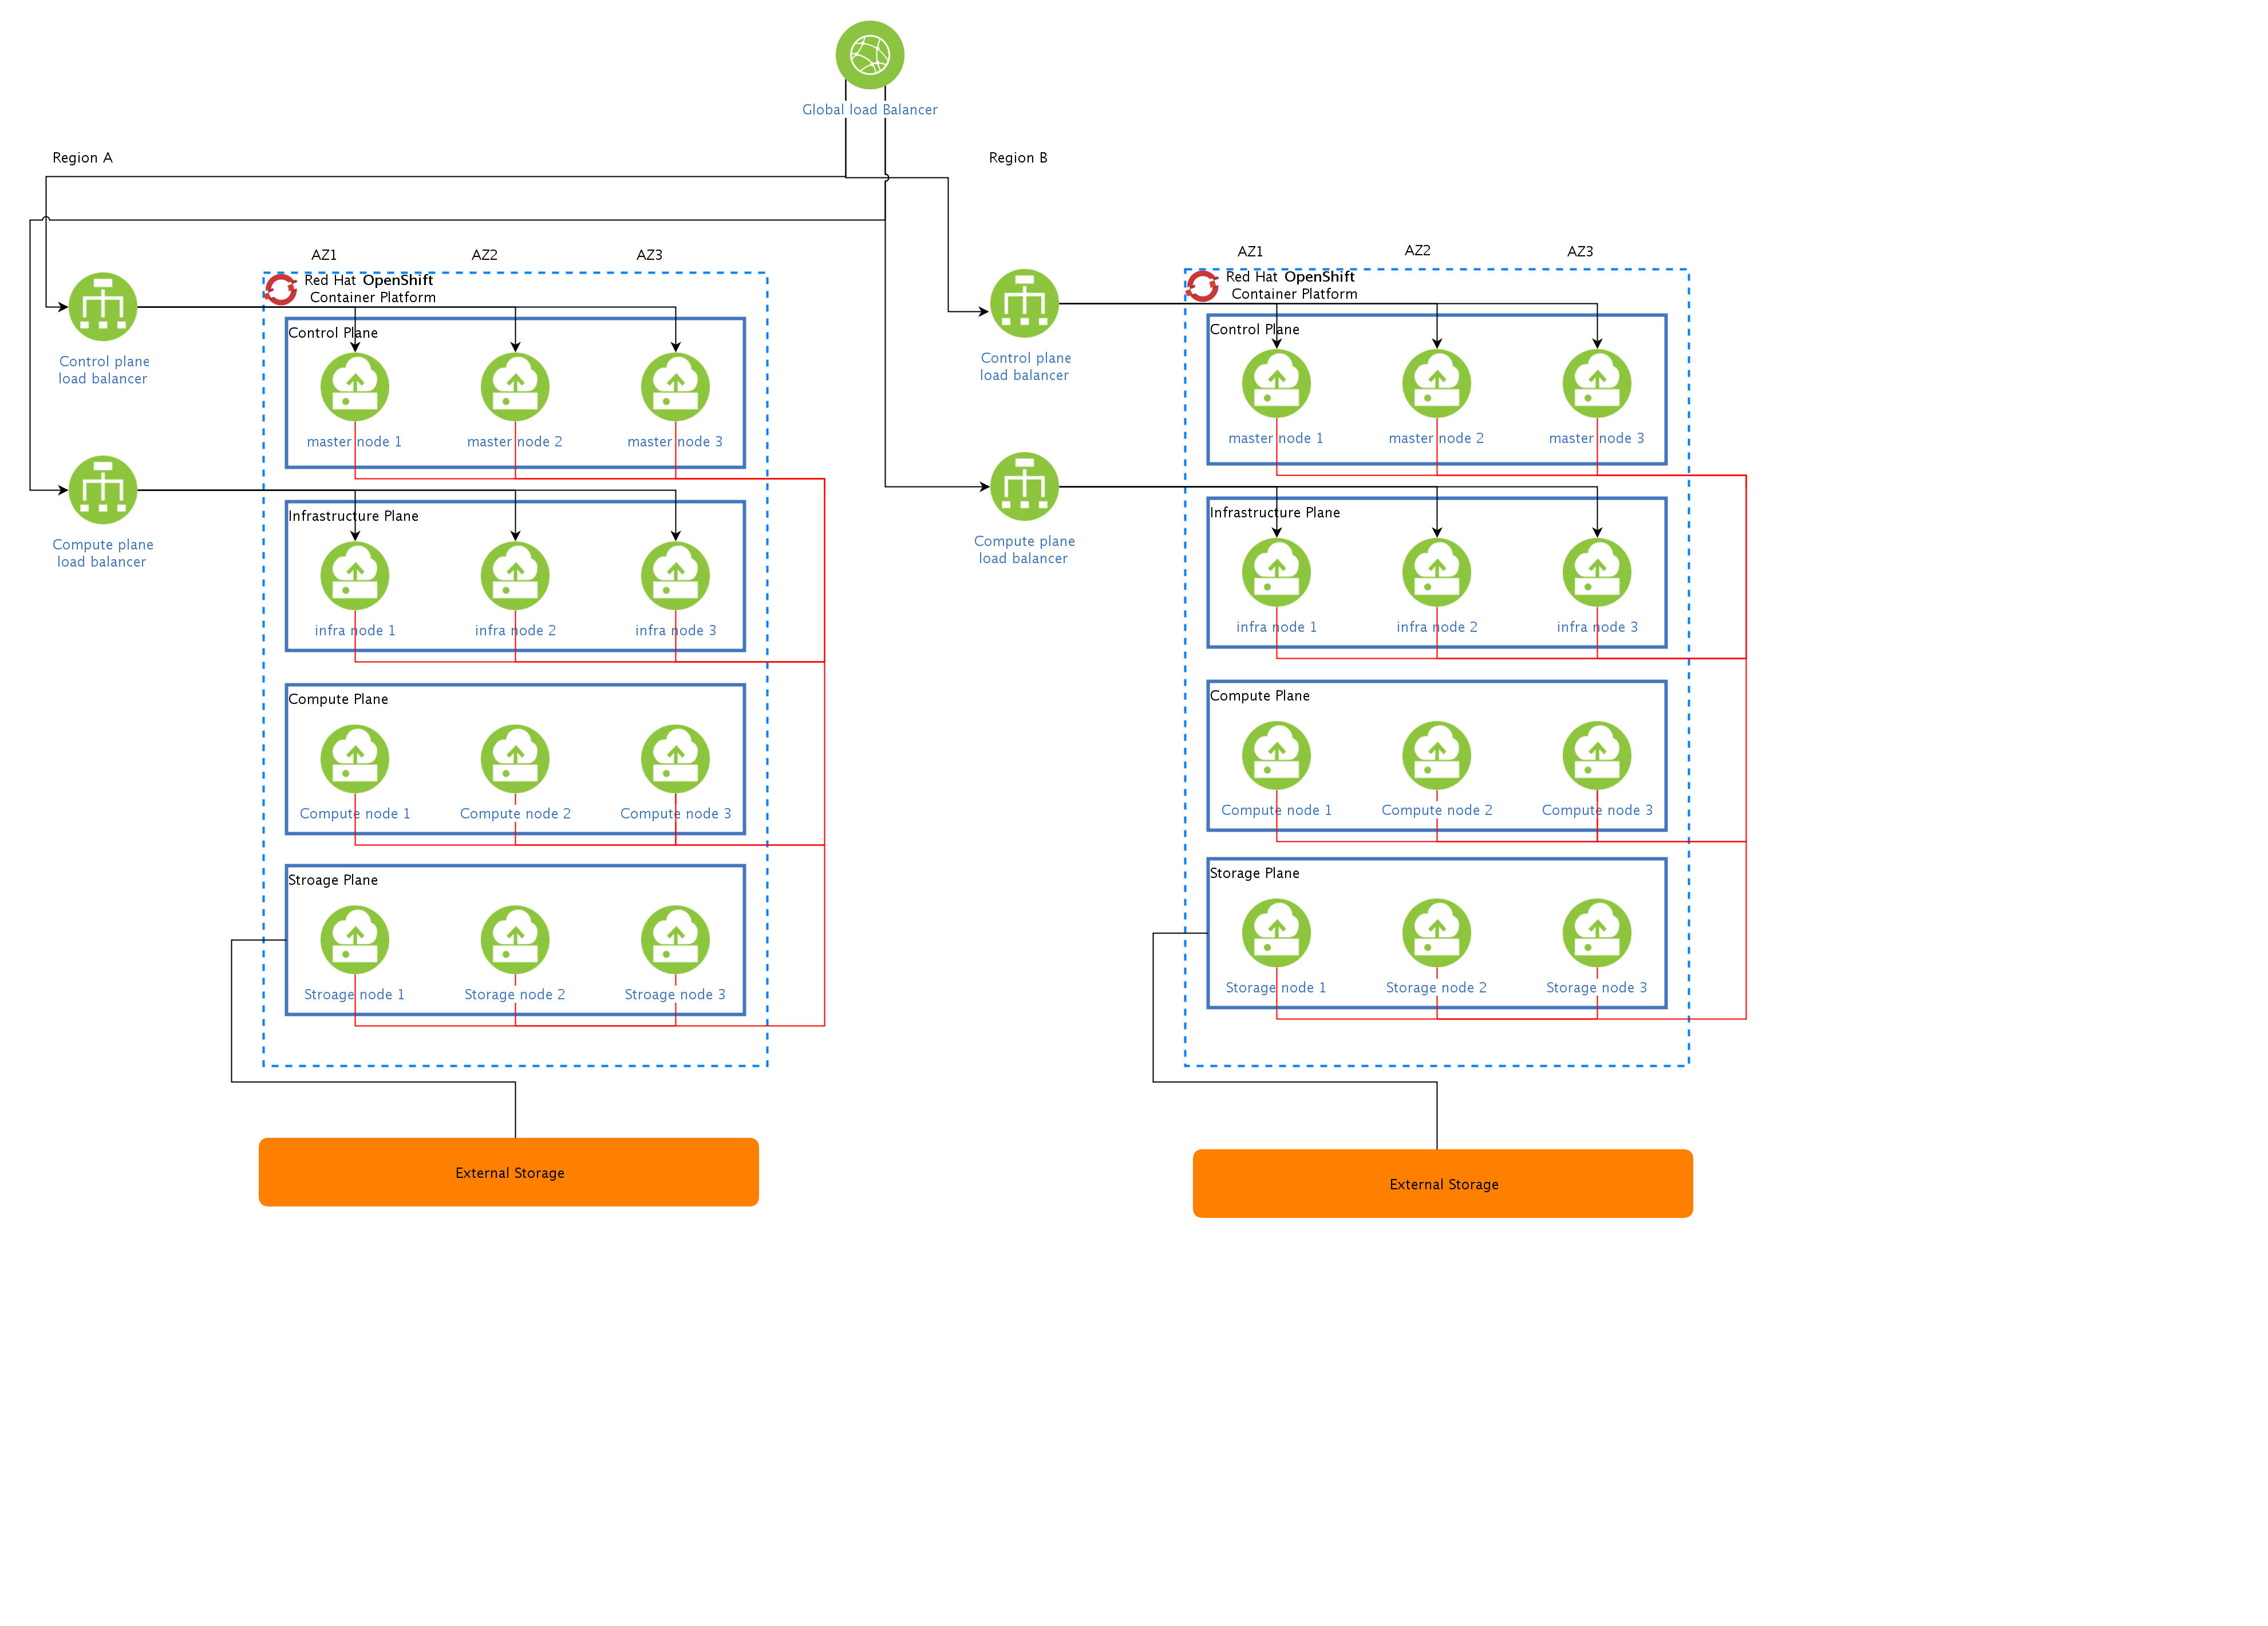 Global load Balancer
Region A
Region B
AZ1
AZ2
AZ3
Red Hat OpenShift
Container Platform
Control plane
load balancer
Control Plane
master node 1
master node 2
master node 3
Compute plane
load balancer
Infrastructure Plane
infra node 1
infra node 2
infra node 3
Compute Plane
Compute node 1
Compute node 2
Compute node 3
Stroage Plane
Stroage node 1
Storage node 2
Stroage node 3
External Storage
AZ1
AZ2
AZ3
Red Hat OpenShift
Container Platform
Control plane
load balancer
Control Plane
master node 1
master node 2
master node 3
Compute plane
load balancer
Infrastructure Plane
infra node 1
infra node 2
infra node 3
Compute Plane
Compute node 1
Compute node 2
Compute node 3
Storage Plane
Storage node 1
Storage node 2
Storage node 3
External Storage